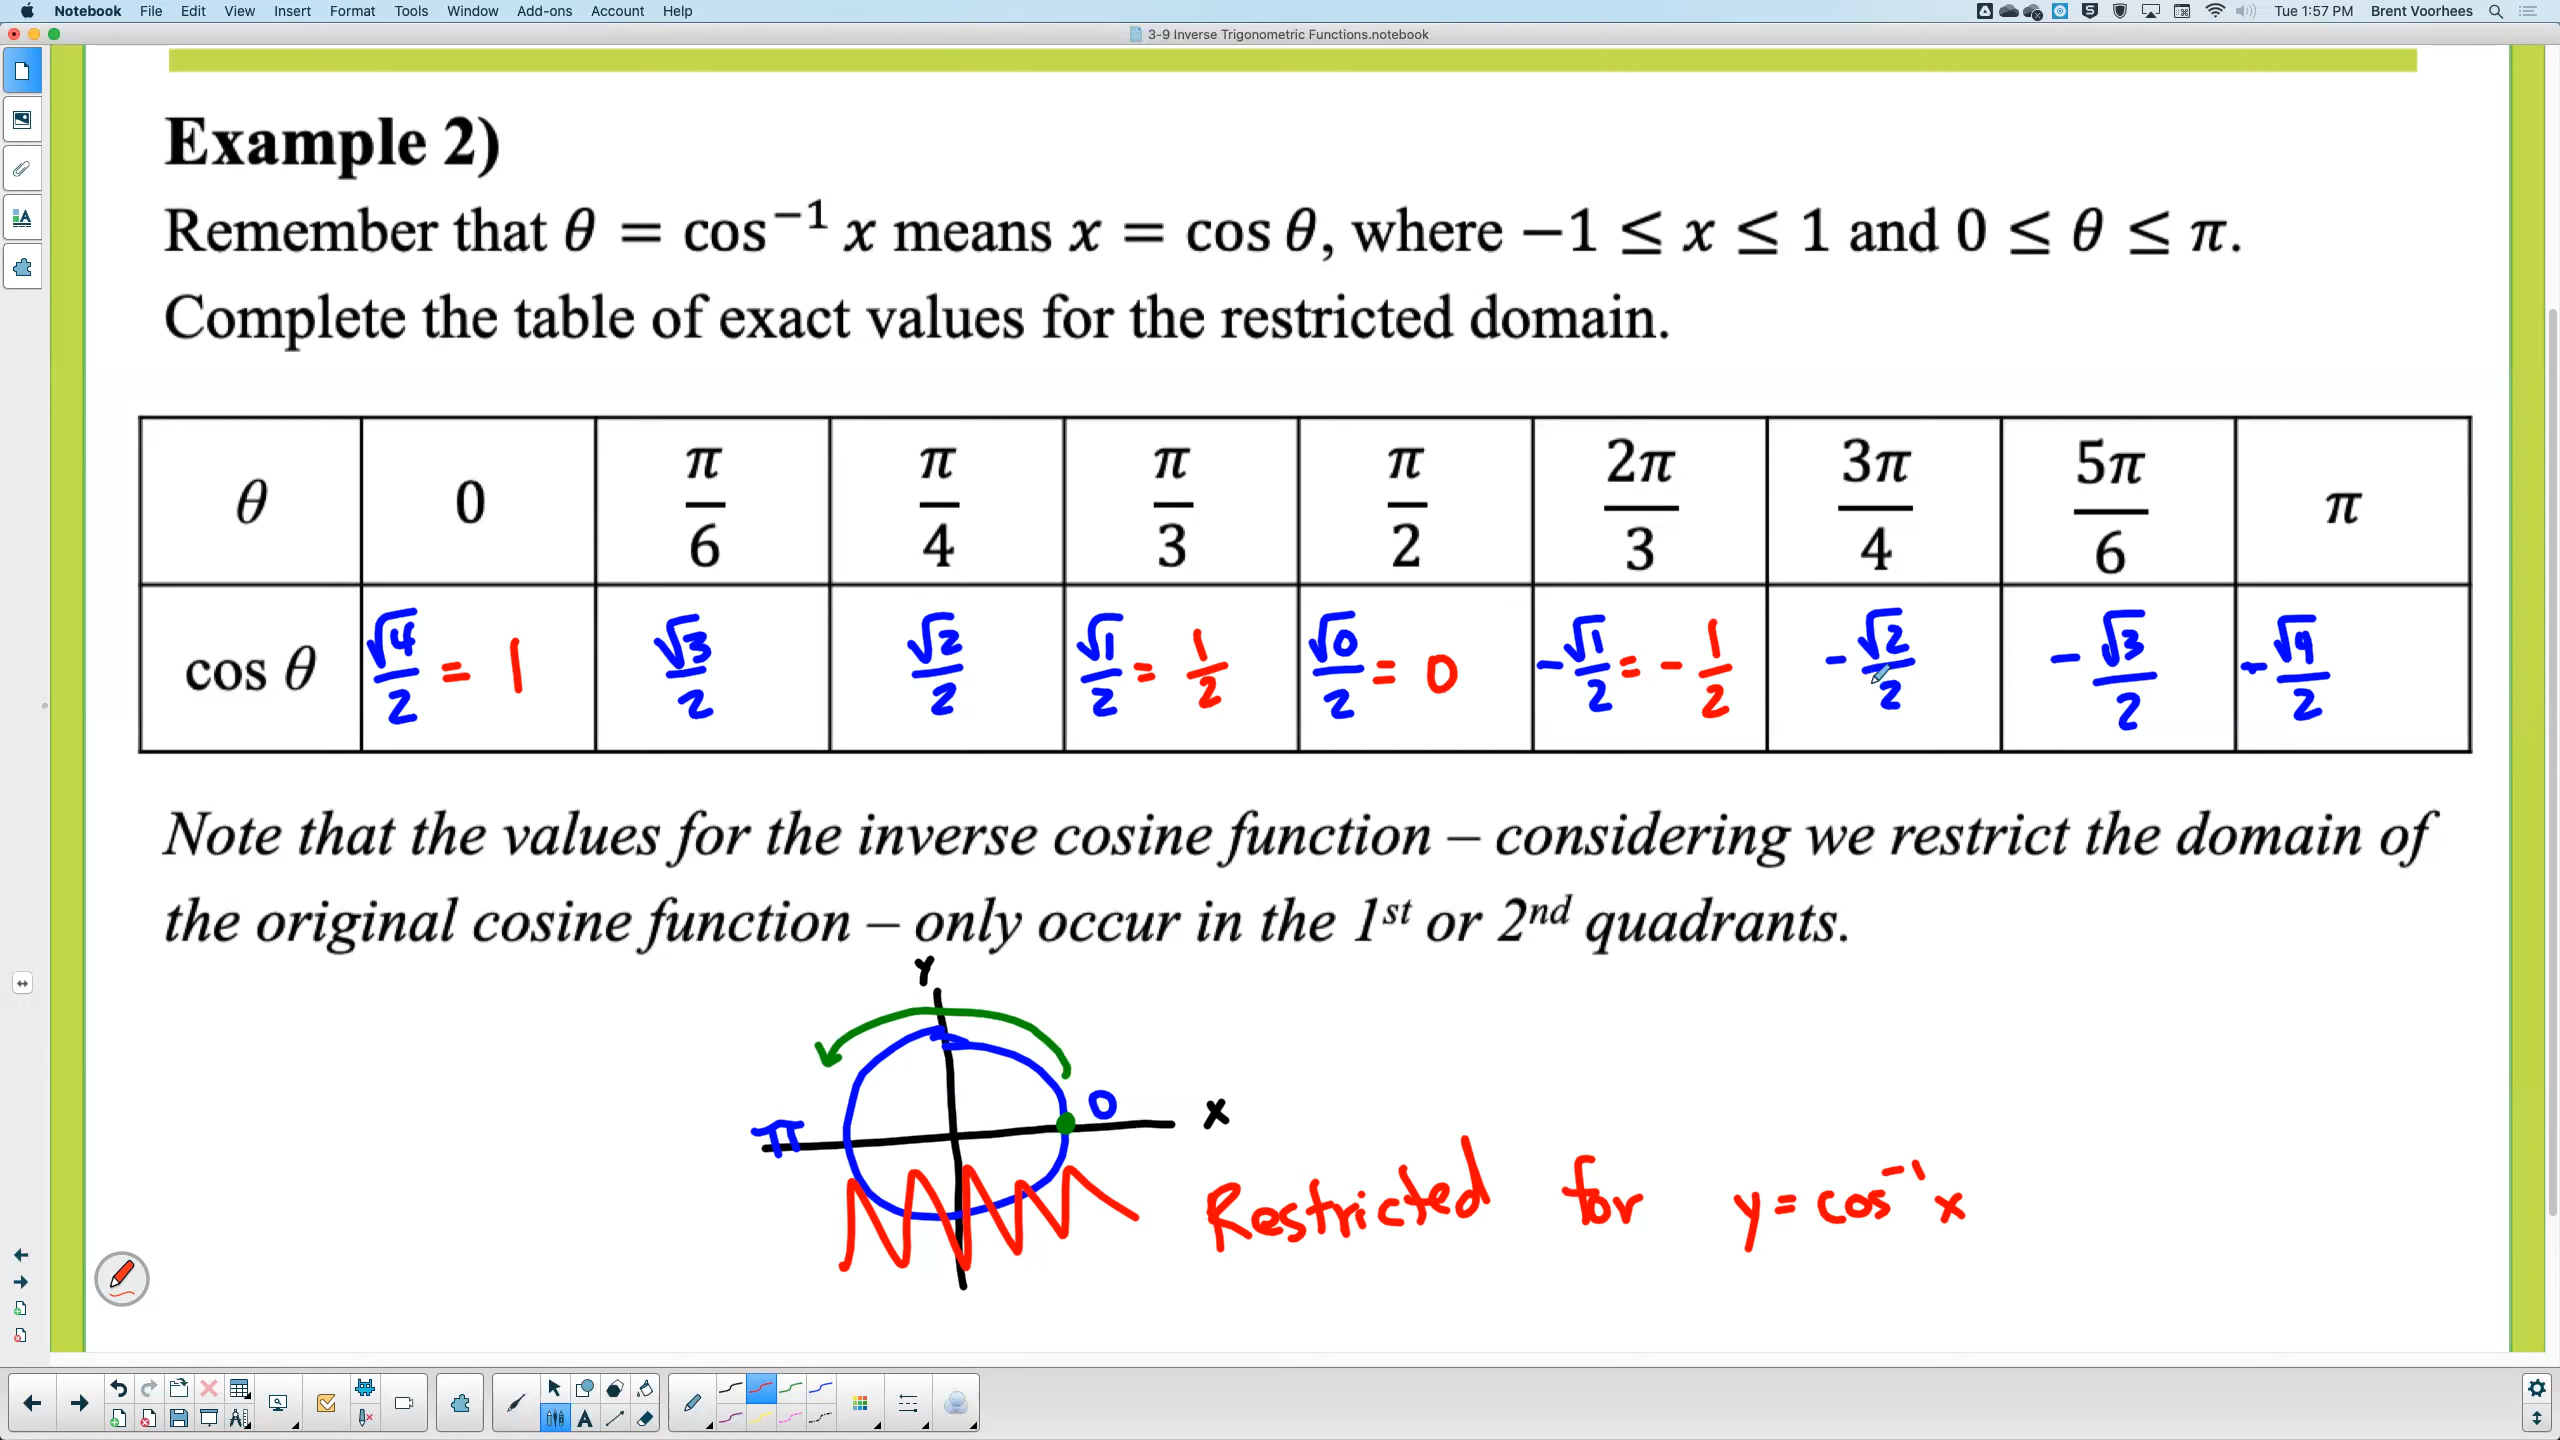 Notebook File Edit View Insert Format Tools Window Add-ons Account Help Tue 1:57 PM Brent Voorhees
3-9 Inverse Trigonometric Functions.notebook
Example 2)
Remember that θ = cos⁻¹ x means x = cos θ, where −1 ≤ x ≤ 1 and 0 ≤ θ ≤ π.
Complete the table of exact values for the restricted domain.
θ 0 π/6 π/4 π/3 π/2 2π/3 3π/4 5π/6 π
cos θ √4/2 = 1 √3/2 √2/2 √1/2 = 1/2 √0/2 = 0 -√1/2 = -1/2 -√2/2 -√3/2 -√4/2
Note that the values for the inverse cosine function – considering we restrict the domain of
the original cosine function – only occur in the 1st or 2nd quadrants.
Y
0 X
π
Restricted for y = cos⁻¹ x